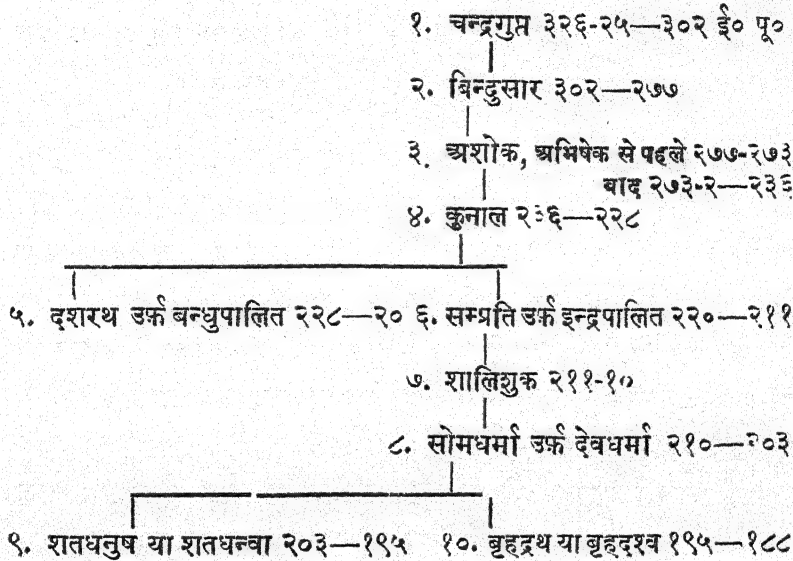 १. चन्द्रगुप्त ३२६-२५—३०२ ई० पू०
२. बिन्दुसार ३०२—२७७
३. अशोक, अभिषेक से पहले २७७-२७३
बाद २७३-२—२३६
४. कुनाल २३६—२२८
५. दशरथ उर्फ़ बन्धुपालित २२८—२० ६. सम्प्रति उर्फ़ इन्द्रपालित २२०—२११
७. शालिशुक २११-१०
८. सोमधर्मा उर्फ़ देवधर्मा २१०—२०३
९. शतधनुष या शतधन्वा २०३—१९५ १०. बृहद्रथ या बृहदश्व १९५—१८८